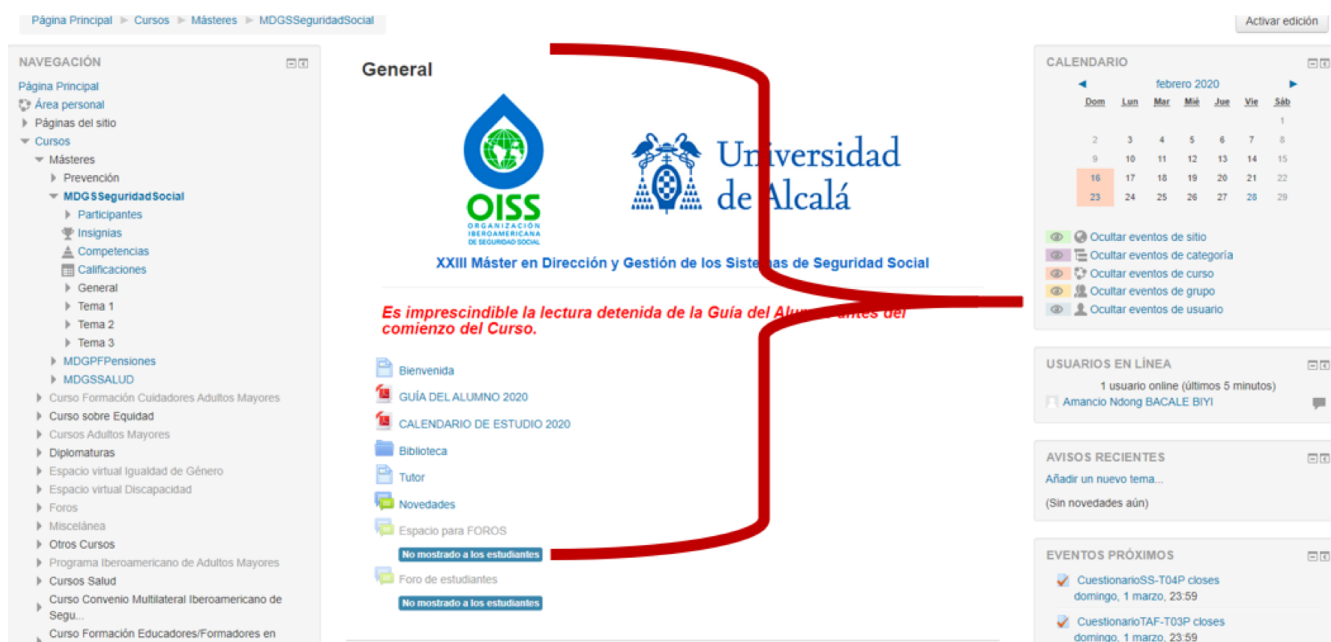 Página Principal ► Cursos ► Másteres ► MDGSSeguridadSocial
Activar edición
NAVEGACIÓN
Página Principal
Área personal
Páginas del sitio
Cursos
Másteres
Prevención
MDGSSeguridadSocial
Participantes
Insignias
Competencias
Calificaciones
General
Tema 1
Tema 2
Tema 3
MDGPFPensiones
MDGSSALUD
Curso Formación Cuidadores Adultos Mayores
Curso sobre Equidad
Cursos Adultos Mayores
Diplomaturas
Espacio virtual Igualdad de Género
Espacio virtual Discapacidad
Foros
Miscelánea
Otros Cursos
Programa Iberoamericano de Adultos Mayores
Cursos Salud
Curso Convenio Multilateral Iberoamericano de
Segu...
Curso Formación Educadores/Formadores en
General
OISS
ORGANIZACIÓN
IBEROAMERICANA
DE SEGURIDAD SOCIAL
Universidad
de Alcalá
XXIII Máster en Dirección y Gestión de los Sistemas de Seguridad Social
Es imprescindible la lectura detenida de la Guía del Alumno antes del
comienzo del Curso.
Bienvenida
GUÍA DEL ALUMNO 2020
CALENDARIO DE ESTUDIO 2020
Biblioteca
Tutor
Novedades
Espacio para FOROS
No mostrado a los estudiantes
Foro de estudiantes
No mostrado a los estudiantes
CALENDARIO
◄ febrero 2020 ►
Dom Lun Mar Mié Jue Vie Sáb
1
2 3 4 5 6 7 8
9 10 11 12 13 14 15
16 17 18 19 20 21 22
23 24 25 26 27 28 29
Ocultar eventos de sitio
Ocultar eventos de categoría
Ocultar eventos de curso
Ocultar eventos de grupo
Ocultar eventos de usuario
USUARIOS EN LÍNEA
1 usuario online (últimos 5 minutos)
Amancio Ndong BACALE BIYI
AVISOS RECIENTES
Añadir un nuevo tema...
(Sin novedades aún)
EVENTOS PRÓXIMOS
CuestionarioSS-T04P closes
domingo, 1 marzo, 23:59
CuestionarioTAF-T03P closes
domingo, 1 marzo, 23:59